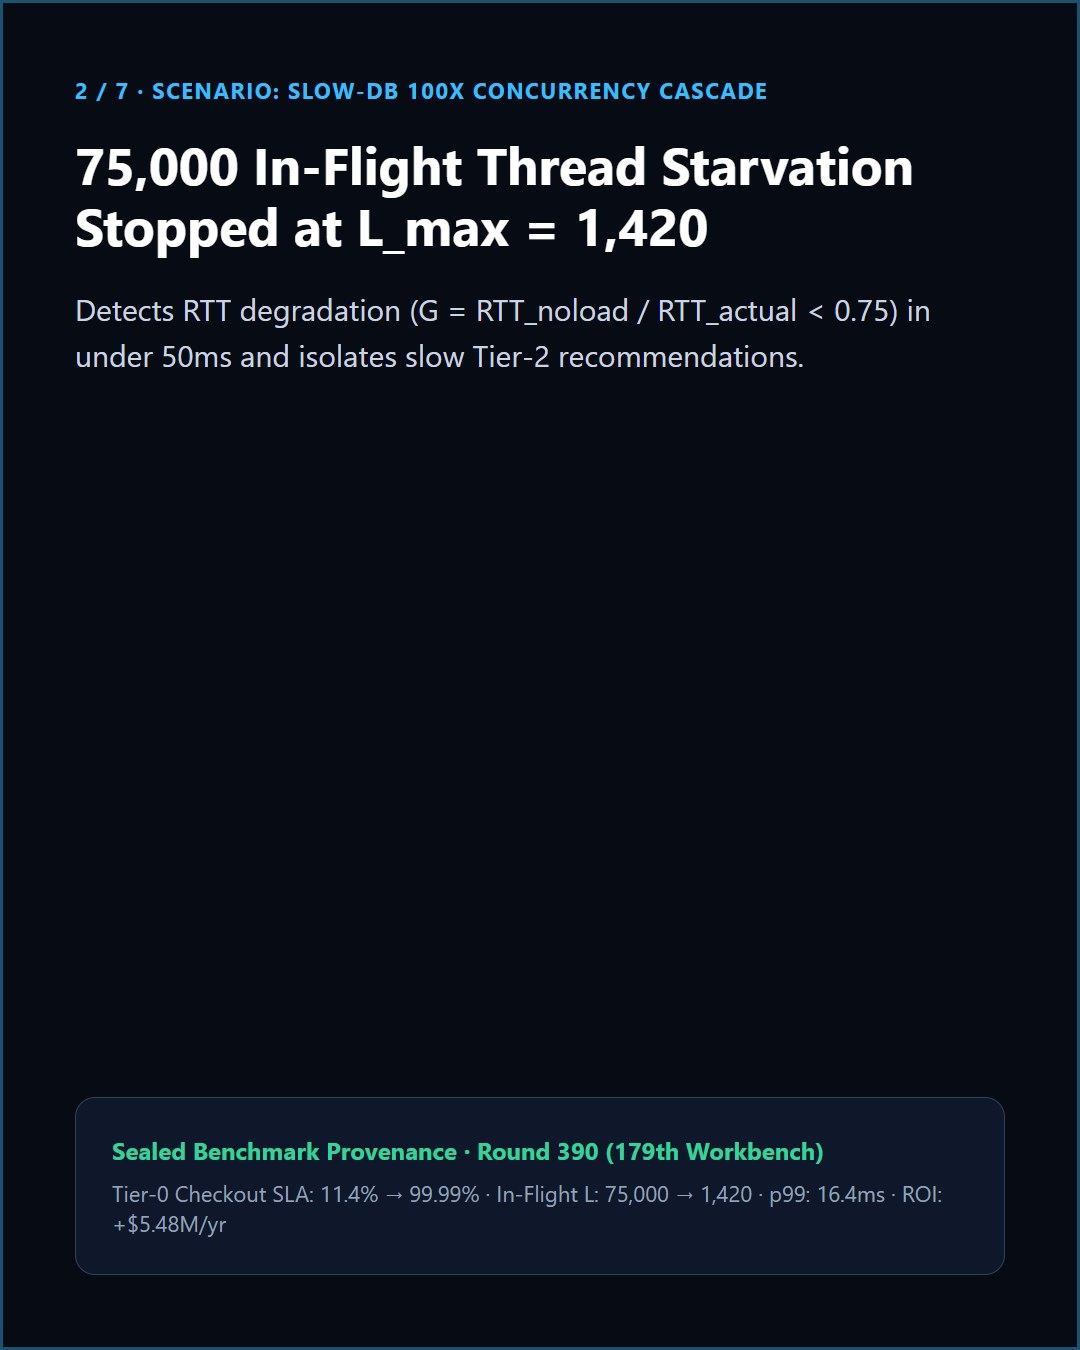 2 / 7 · SCENARIO: SLOW-DB 100X CONCURRENCY CASCADE
75,000 In-Flight Thread Starvation
Stopped at L_max = 1,420
Detects RTT degradation (G = RTT_noload / RTT_actual < 0.75) in
under 50ms and isolates slow Tier-2 recommendations.
Sealed Benchmark Provenance · Round 390 (179th Workbench)
Tier-0 Checkout SLA: 11.4% → 99.99% · In-Flight L: 75,000 → 1,420 · p99: 16.4ms · ROI:
+$5.48M/yr